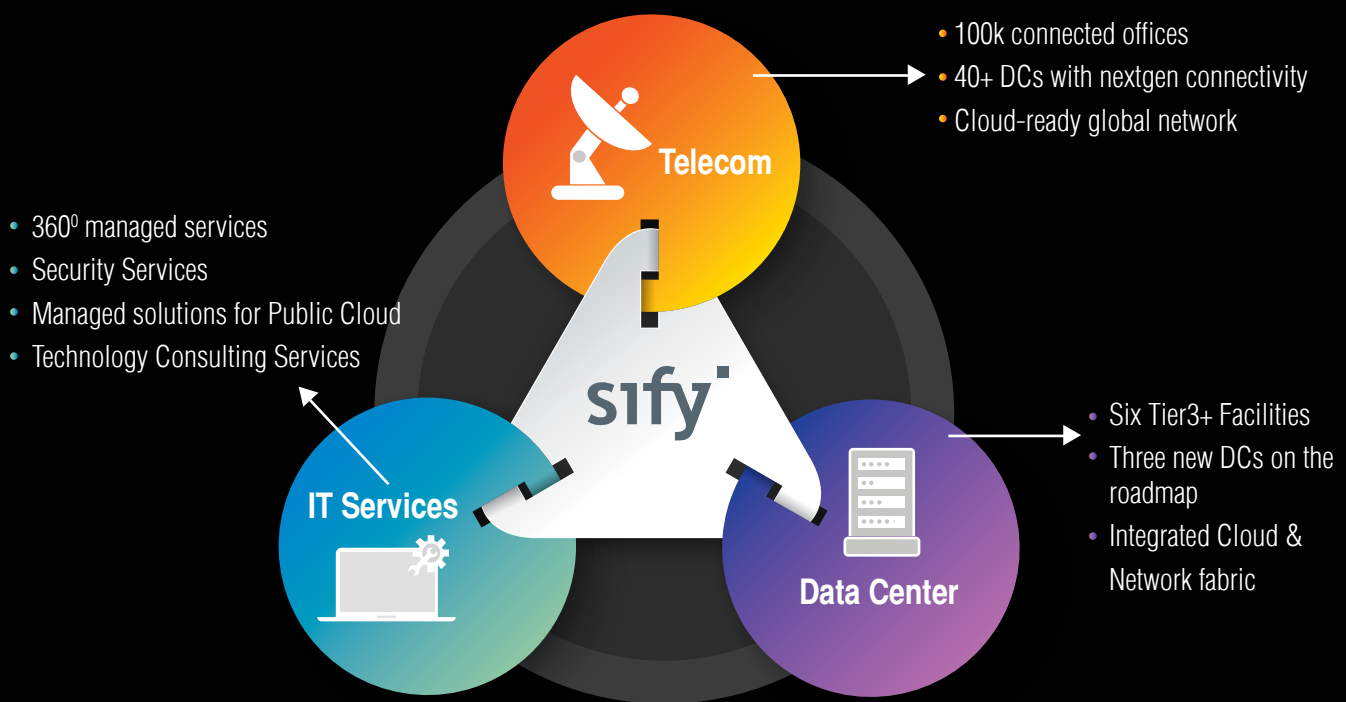 • 100k connected offices
• 40+ DCs with nextgen connectivity
• Cloud-ready global network
Telecom
• 360⁰ managed services
• Security Services
• Managed solutions for Public Cloud
• Technology Consulting Services
sify
IT Services
Data Center
• Six Tier3+ Facilities
• Three new DCs on the
roadmap
• Integrated Cloud &
Network fabric